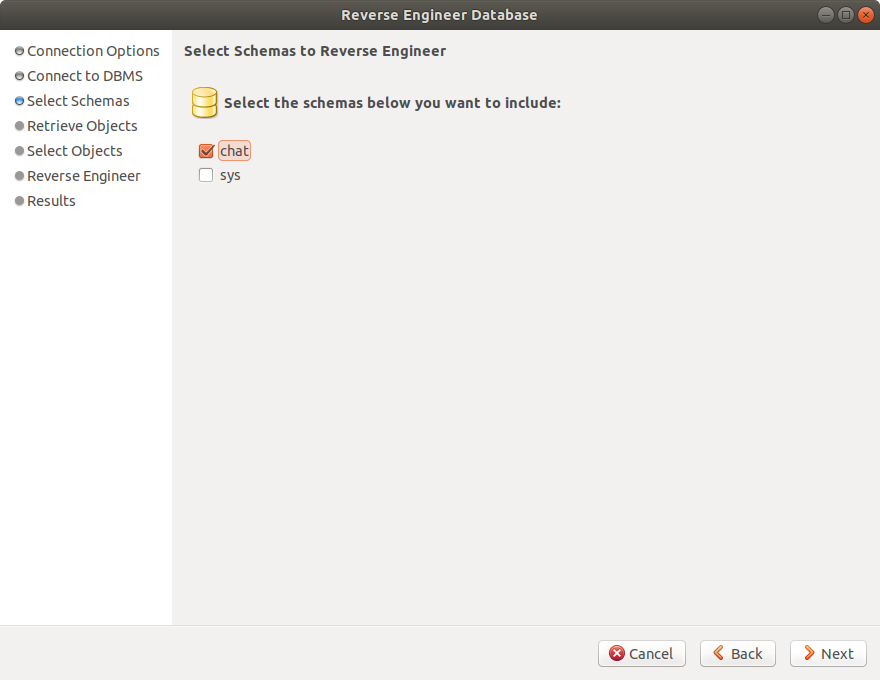 Reverse Engineer Database
Connection Options
Connect to DBMS
Select Schemas
Retrieve Objects
Select Objects
Reverse Engineer
Results
Select Schemas to Reverse Engineer
Select the schemas below you want to include:
chat
sys
Cancel
Back
Next